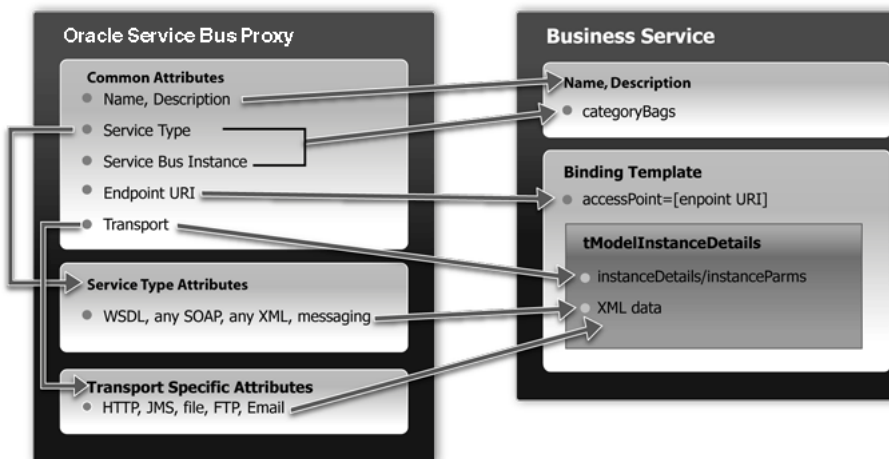 Oracle Service Bus Proxy
Common Attributes
Name, Description
Service Type
Service Bus Instance
Endpoint URI
Transport
Service Type Attributes
WSDL, any SOAP, any XML, messaging
Transport Specific Attributes
HTTP, JMS, file, FTP, Email
Business Service
Name, Description
categoryBags
Binding Template
accessPoint=[enpoint URI]
tModelInstanceDetails
instanceDetails/instanceParms
XML data